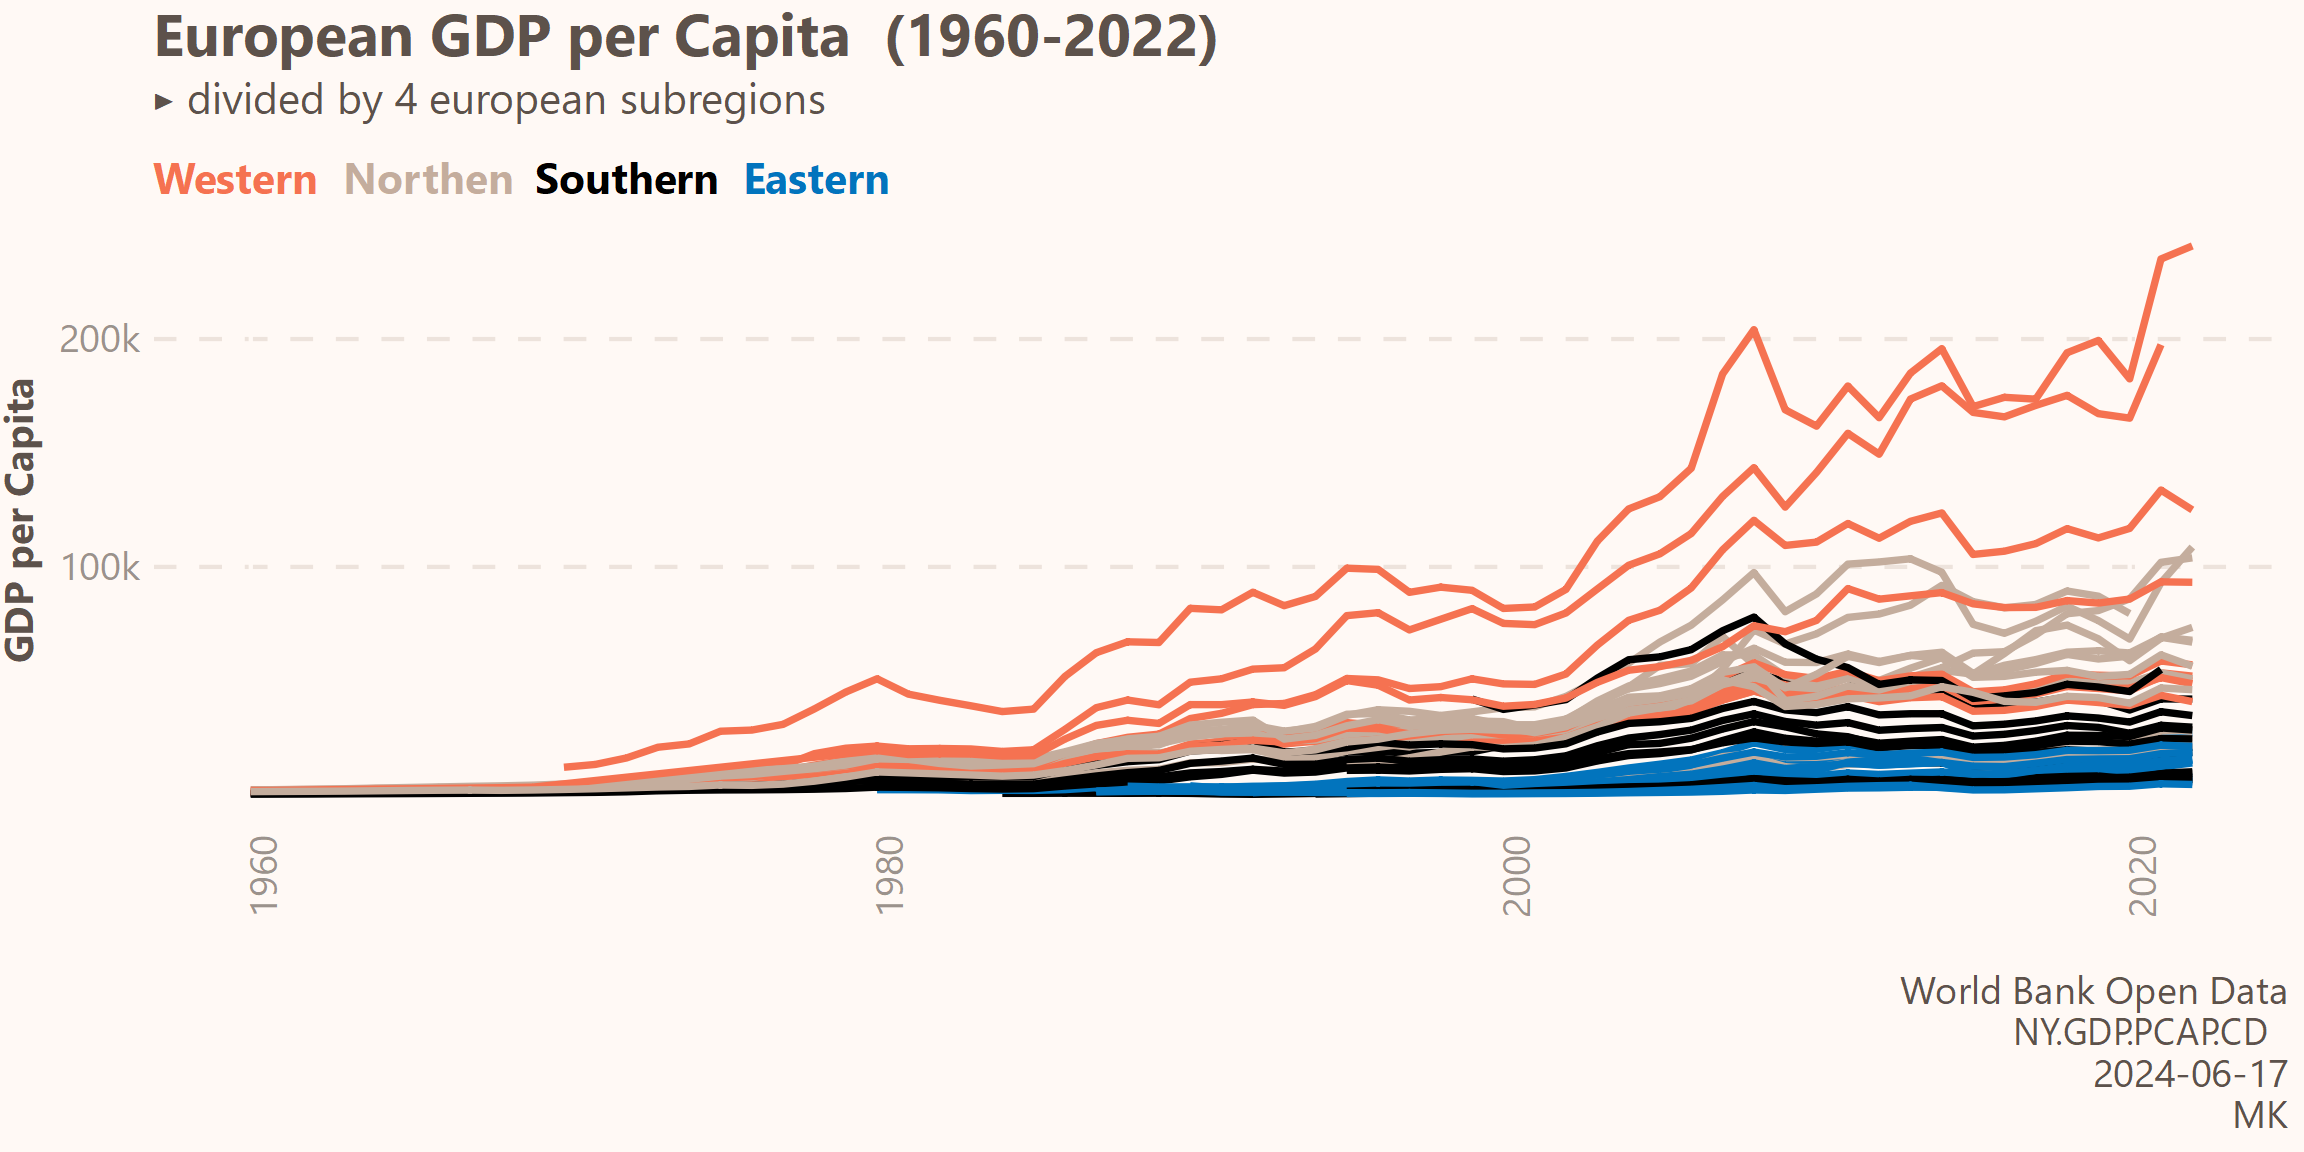 European GDP per Capita  (1960-2022)
► divided by 4 european subregions
Western Northen Southern Eastern
GDP per Capita
200k
100k
1960
1980
2000
2020
World Bank Open Data
NY.GDP.PCAP.CD
2024-06-17
MK